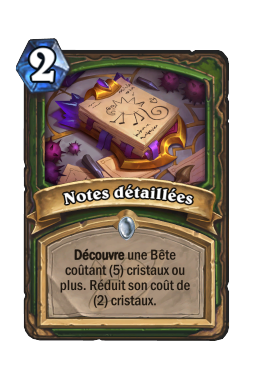 2
Notes détaillées
Découvre une Bête
coûtant (5) cristaux ou
plus. Réduit son coût de
(2) cristaux.